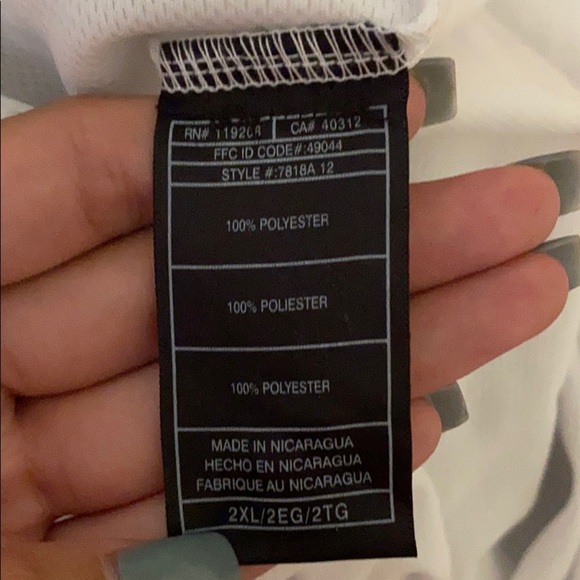 RN# 119204 CA# 40312
FFC ID CODE#:49044
STYLE #:7818A 12
100% POLYESTER
100% POLIESTER
100% POLYESTER
MADE IN NICARAGUA
HECHO EN NICARAGUA
FABRIQUE AU NICARAGUA
2XL/2EG/2TG